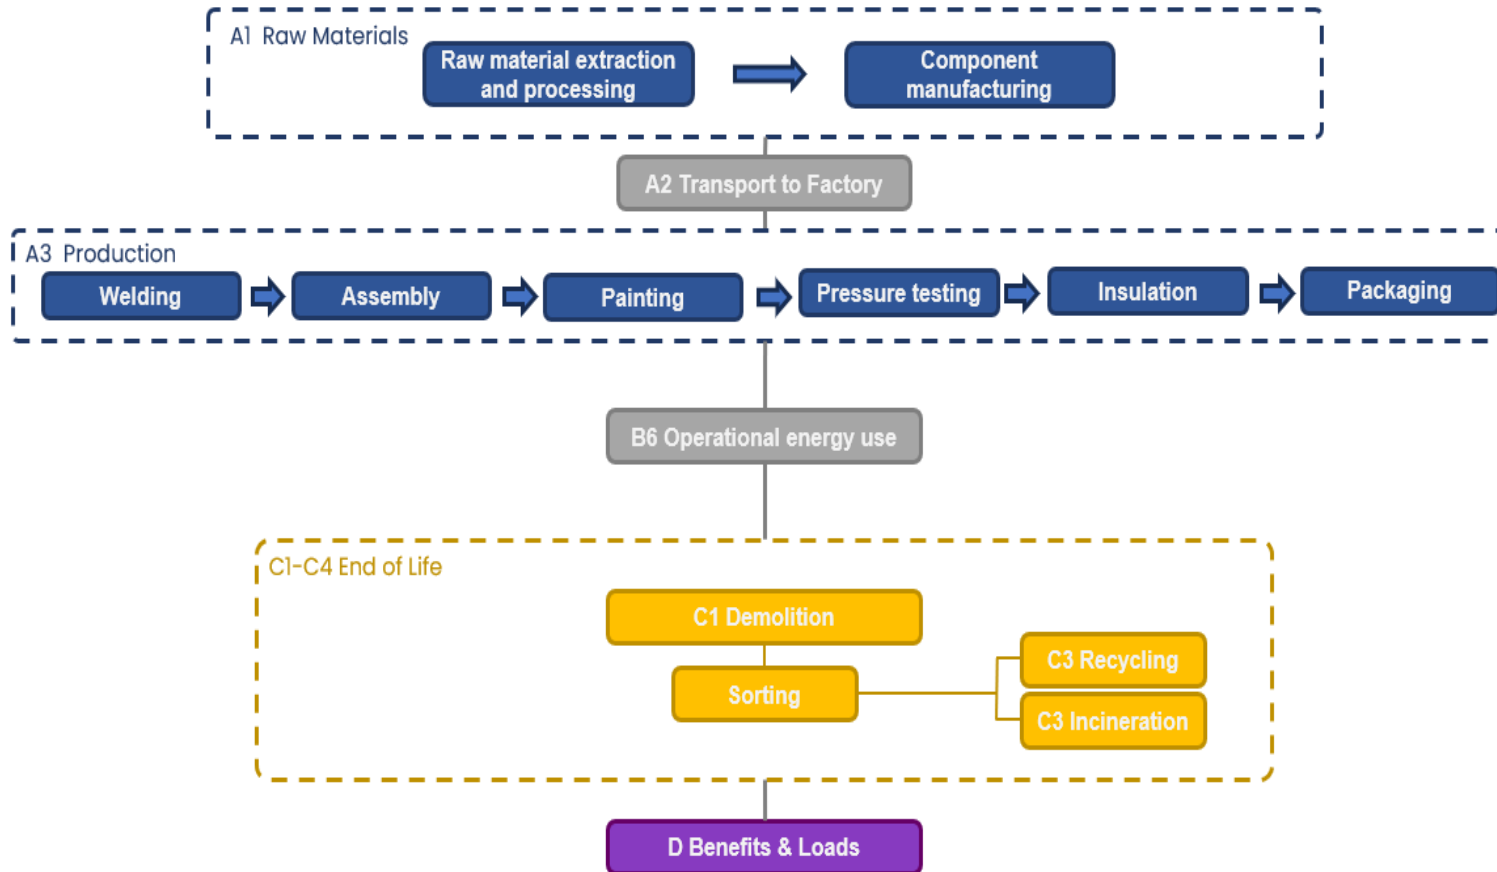 A1 Raw Materials
Raw material extraction
and processing
Component
manufacturing
A2 Transport to Factory
A3 Production
Welding
Assembly
Painting
Pressure testing
Insulation
Packaging
B6 Operational energy use
C1-C4 End of Life
C1 Demolition
Sorting
C3 Recycling
C3 Incineration
D Benefits & Loads